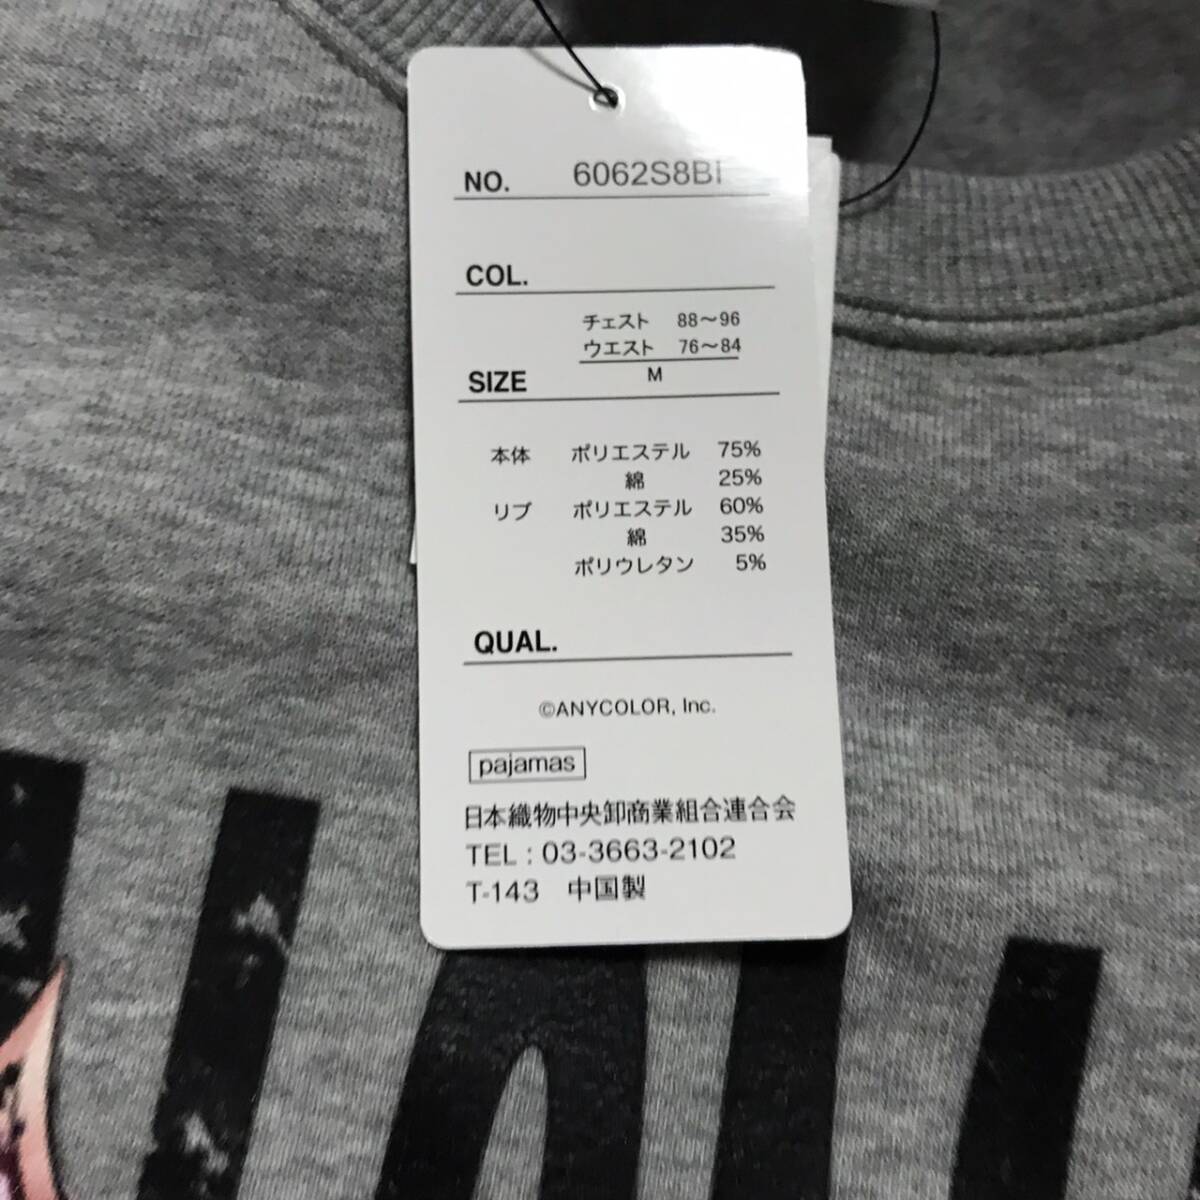 NO. 6062S8BI
COL.
チェスト 88〜96
ウエスト 76〜84
SIZE M
本体 ポリエステル 75%
綿 25%
リブ ポリエステル 60%
綿 35%
ポリウレタン 5%
QUAL.
©ANYCOLOR, Inc.
pajamas
日本織物中央卸商業組合連合会
TEL : 03-3663-2102
T-143 中国製